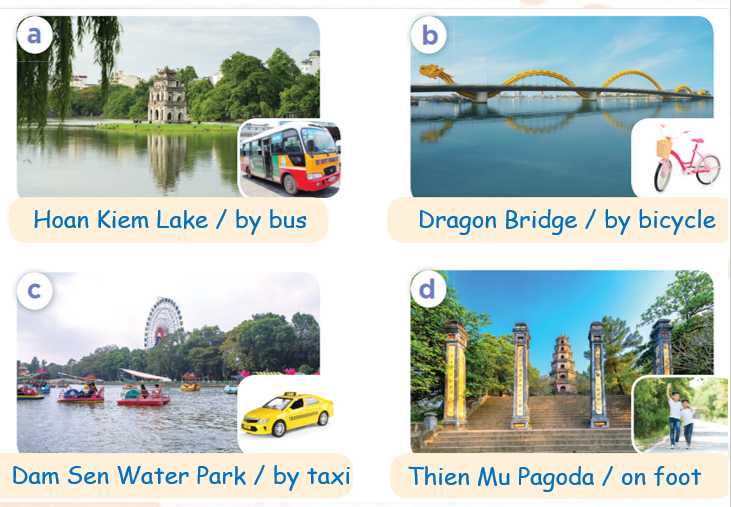 a
Hoan Kiem Lake / by bus
b
Dragon Bridge / by bicycle
c
Dam Sen Water Park / by taxi
d
Thien Mu Pagoda / on foot